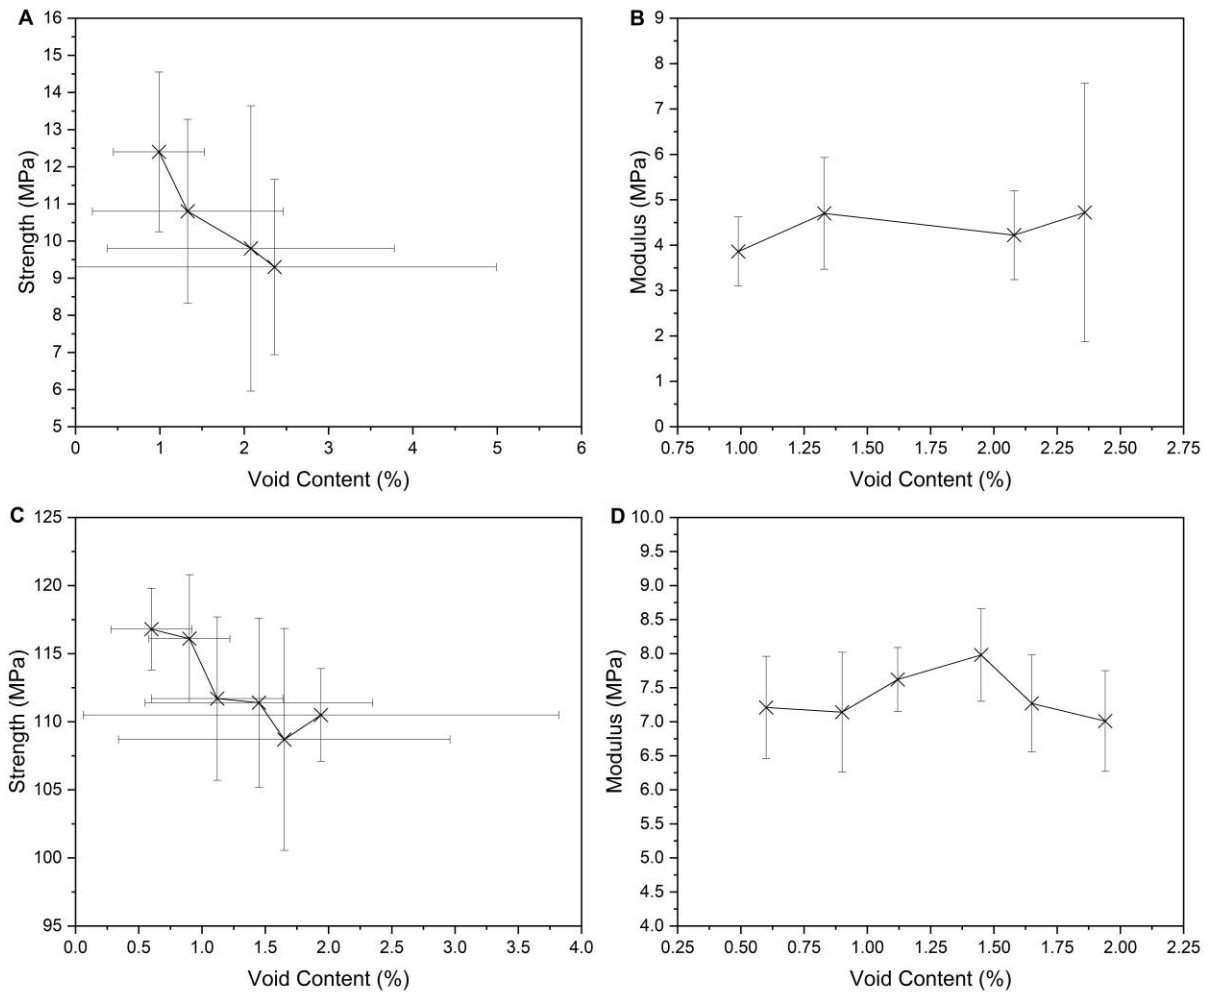 A
16
15
14
13
12
11
10
9
8
7
6
5
Strength (MPa)
0 1 2 3 4 5 6
Void Content (%)
B
9
8
7
6
5
4
3
2
1
0
Modulus (MPa)
0.75 1.00 1.25 1.50 1.75 2.00 2.25 2.50 2.75
Void Content (%)
C
125
120
115
110
105
100
95
Strength (MPa)
0.0 0.5 1.0 1.5 2.0 2.5 3.0 3.5 4.0
Void Content (%)
D
10.0
9.5
9.0
8.5
8.0
7.5
7.0
6.5
6.0
5.5
5.0
4.5
4.0
Modulus (MPa)
0.25 0.50 0.75 1.00 1.25 1.50 1.75 2.00 2.25
Void Content (%)